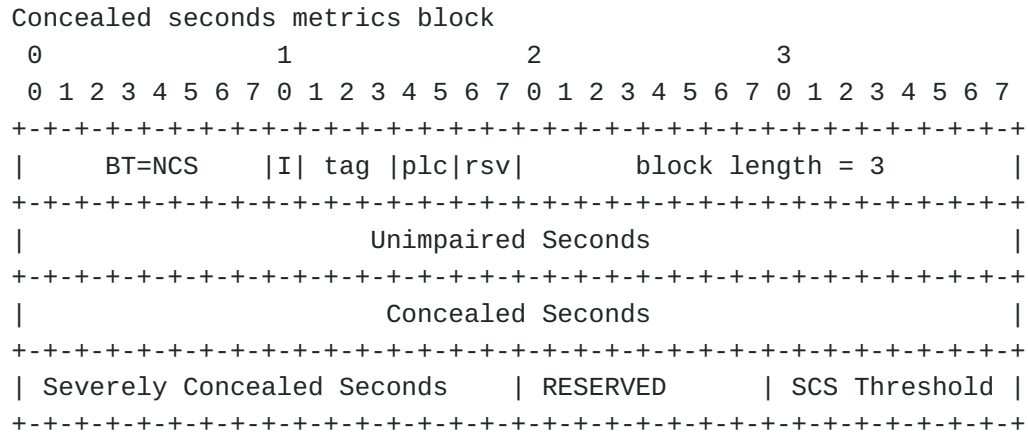 Concealed seconds metrics block
 0               1               2               3
 0 1 2 3 4 5 6 7 0 1 2 3 4 5 6 7 0 1 2 3 4 5 6 7 0 1 2 3 4 5 6 7
+-+-+-+-+-+-+-+-+-+-+-+-+-+-+-+-+-+-+-+-+-+-+-+-+-+-+-+-+-+-+-+-+
|     BT=NCS    |I| tag |plc|rsv|       block length = 3        |
+-+-+-+-+-+-+-+-+-+-+-+-+-+-+-+-+-+-+-+-+-+-+-+-+-+-+-+-+-+-+-+-+
|                      Unimpaired Seconds                       |
+-+-+-+-+-+-+-+-+-+-+-+-+-+-+-+-+-+-+-+-+-+-+-+-+-+-+-+-+-+-+-+-+
|                       Concealed Seconds                       |
+-+-+-+-+-+-+-+-+-+-+-+-+-+-+-+-+-+-+-+-+-+-+-+-+-+-+-+-+-+-+-+-+
| Severely Concealed Seconds    | RESERVED      | SCS Threshold |
+-+-+-+-+-+-+-+-+-+-+-+-+-+-+-+-+-+-+-+-+-+-+-+-+-+-+-+-+-+-+-+-+